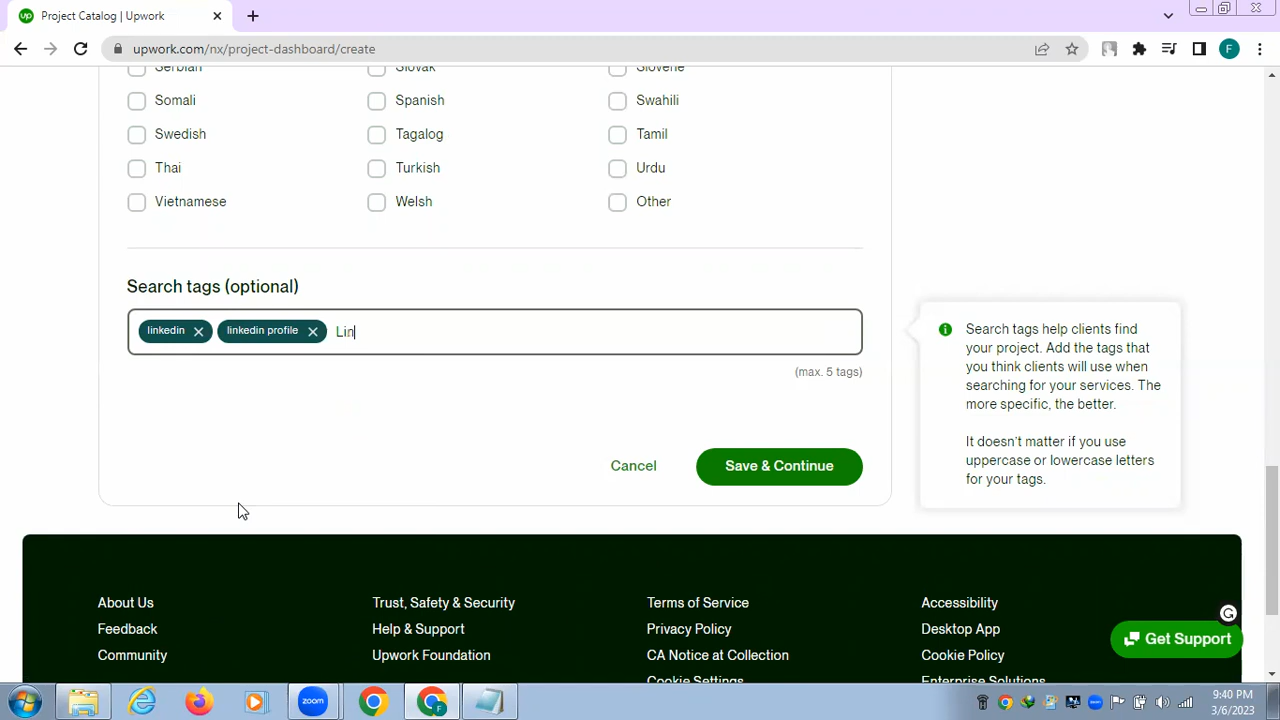 Project Catalog | Upwork
upwork.com/nx/project-dashboard/create
F
Serbian Slovak Slovene
Somali Spanish Swahili
Swedish Tagalog Tamil
Thai Turkish Urdu
Vietnamese Welsh Other
Search tags (optional)
linkedin linkedin profile Lin
(max. 5 tags)
Search tags help clients find
your project. Add the tags that
you think clients will use when
searching for your services. The
more specific, the better.
It doesn't matter if you use
uppercase or lowercase letters
for your tags.
Cancel Save & Continue
About Us Trust, Safety & Security Terms of Service Accessibility
Feedback Help & Support Privacy Policy Desktop App
Community Upwork Foundation CA Notice at Collection Cookie Policy
Cookie Settings Enterprise Solutions
Get Support
zoom
9:40 PM
3/6/2023